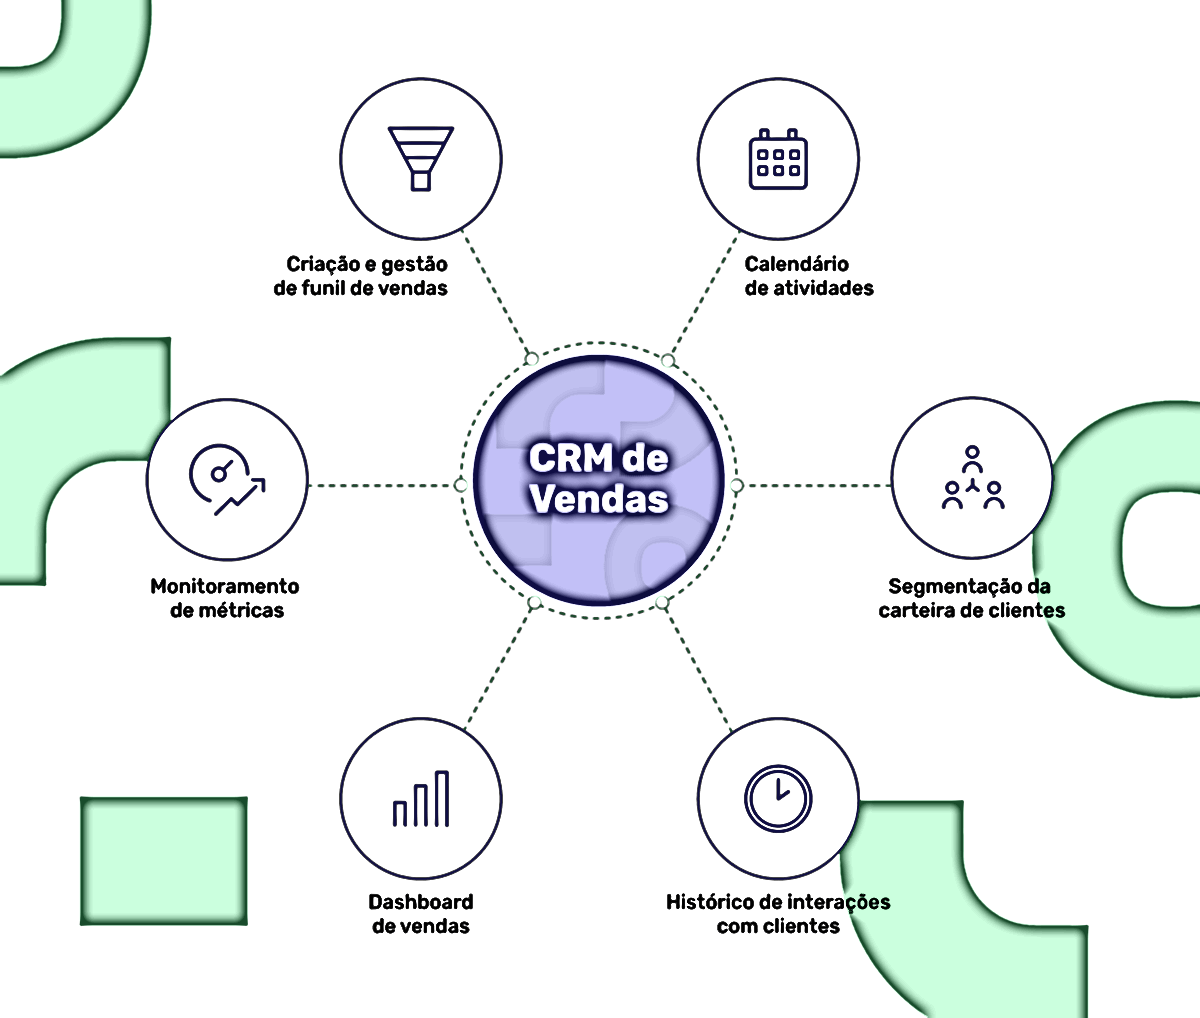 Criação e gestão
de funil de vendas
Calendário
de atividades
CRM de
Vendas
Monitoramento
de métricas
Segmentação da
carteira de clientes
Dashboard
de vendas
Histórico de interações
com clientes